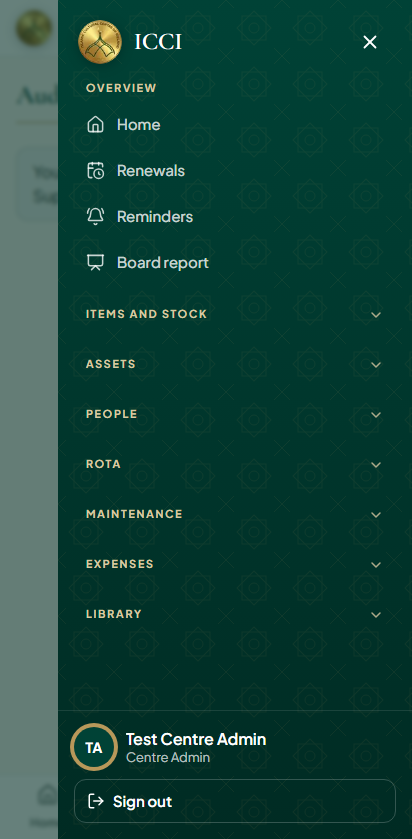 ICCI
OVERVIEW
Home
Renewals
Reminders
Board report
ITEMS AND STOCK
ASSETS
PEOPLE
ROTA
MAINTENANCE
EXPENSES
LIBRARY
TA
Test Centre Admin
Centre Admin
Sign out